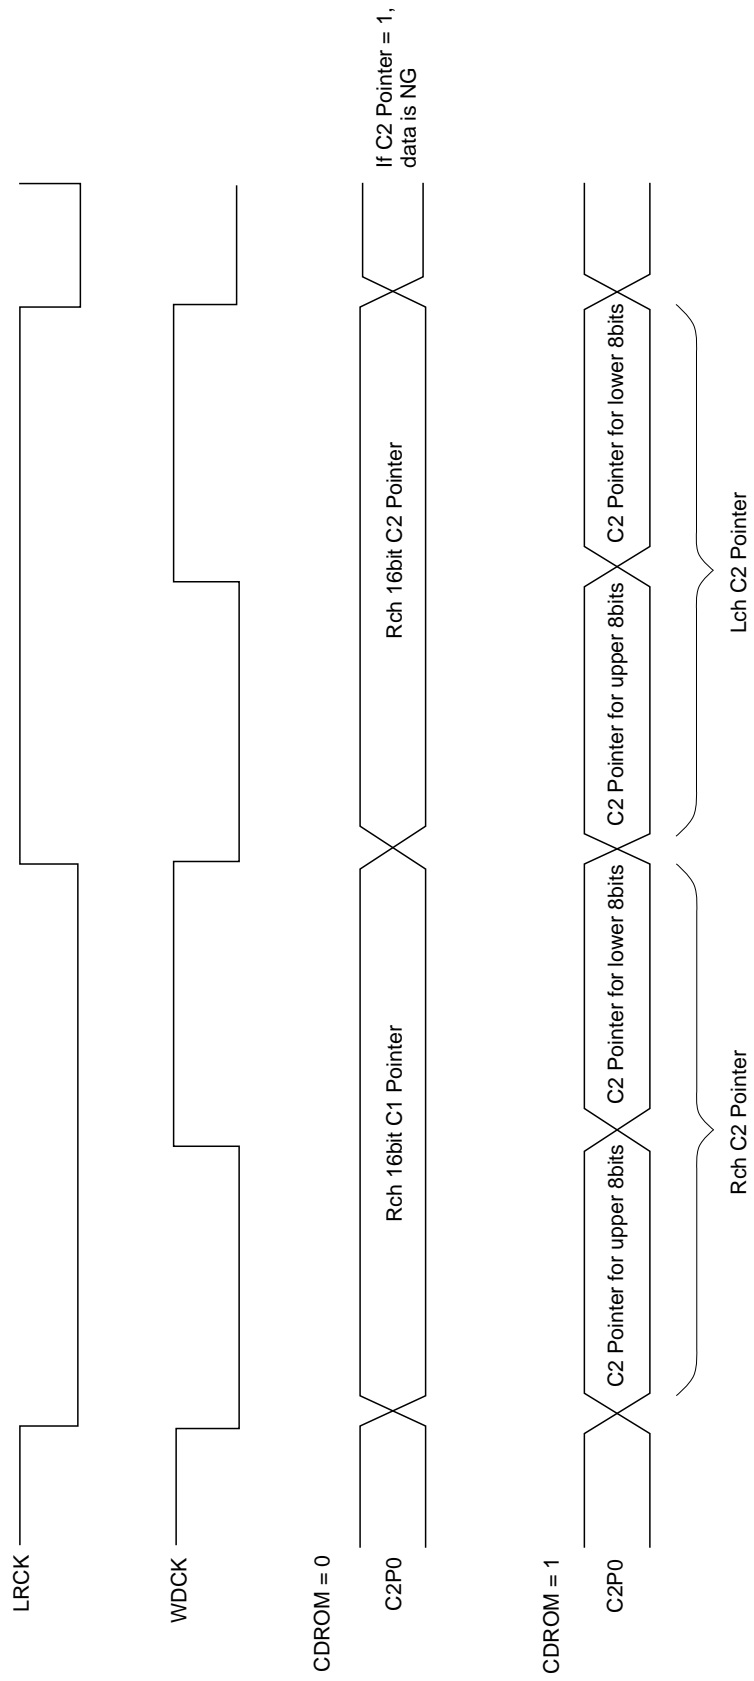 LRCK
WDCK
CDROM = 0
C2P0
Rch 16bit C1 Pointer
Rch 16bit C2 Pointer
If C2 Pointer = 1,
data is NG
CDROM = 1
C2P0
C2 Pointer for upper 8bits
C2 Pointer for lower 8bits
C2 Pointer for upper 8bits
C2 Pointer for lower 8bits
Rch C2 Pointer
Lch C2 Pointer